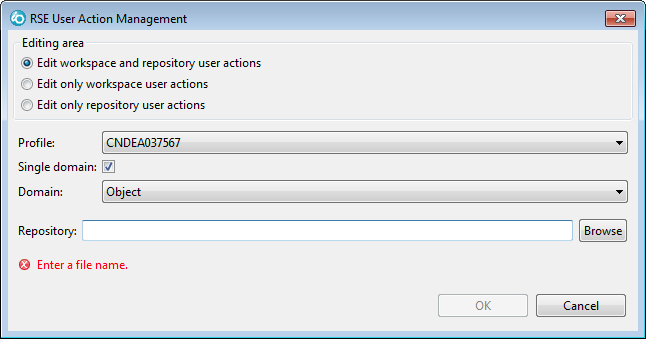 RSE User Action Management
Editing area
Edit workspace and repository user actions
Edit only workspace user actions
Edit only repository user actions
Profile: CNDEA037567
Single domain:
Domain: Object
Repository: Browse
Enter a file name.
OK Cancel